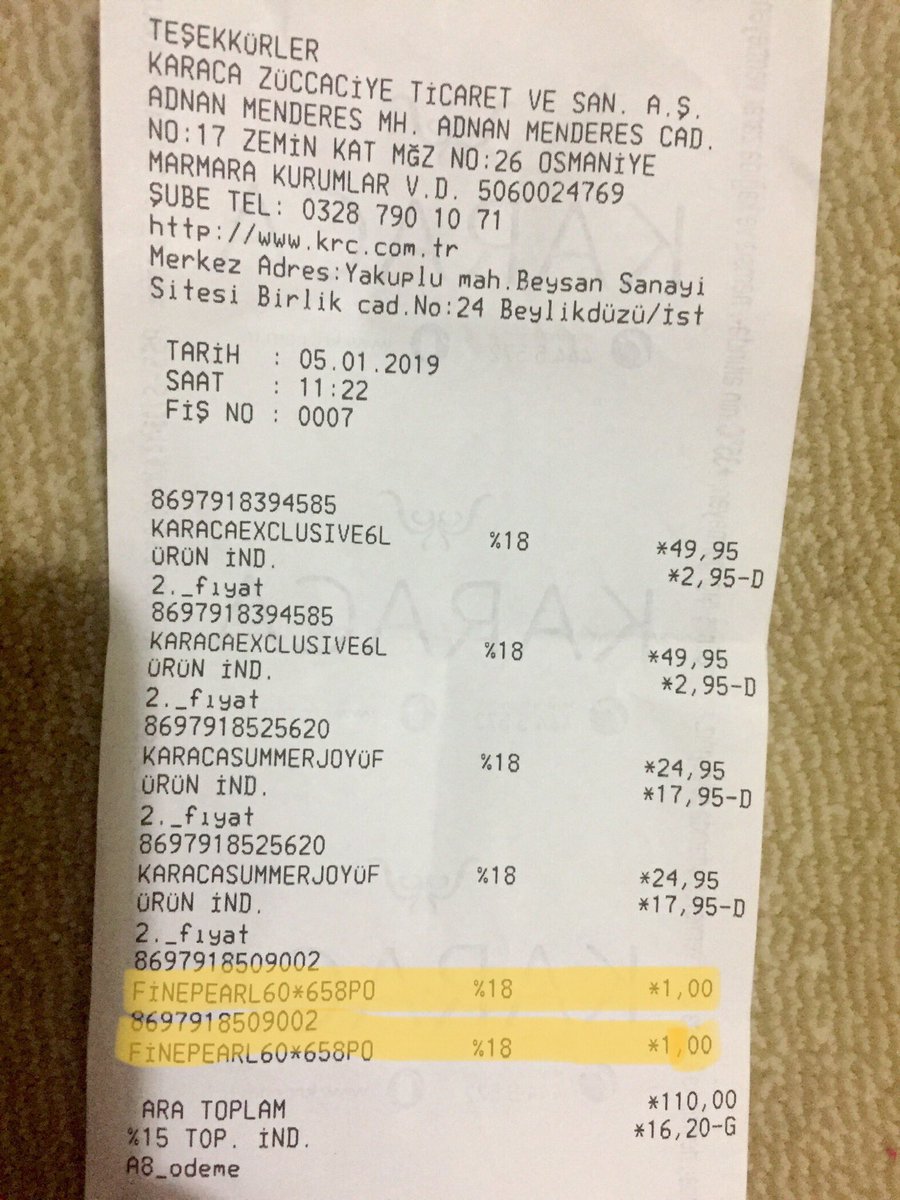 TEŞEKKÜRLER
KARACA ZÜCCACİYE TİCARET VE SAN. A.Ş.
ADNAN MENDERES MH. ADNAN MENDERES CAD.
NO:17 ZEMİN KAT MĞZ NO:26 OSMANİYE
MARMARA KURUMLAR V.D. 5060024769
ŞUBE TEL: 0328 790 10 71
http://www.krc.com.tr
Merkez Adres:Yakuplu mah.Beysan Sanayi
Sitesi Birlik cad.No:24 Beylikdüzü/İst
TARİH : 05.01.2019
SAAT : 11:22
FİŞ NO : 0007
8697918394585
KARACAEXCLUSIVE6L %18 *49,95
ÜRÜN İND. *2,95-D
2._fıyat
8697918394585
KARACAEXCLUSIVE6L %18 *49,95
ÜRÜN İND. *2,95-D
2._fıyat
8697918525620
KARACASUMMERJOYÜF %18 *24,95
ÜRÜN İND. *17,95-D
2._fıyat
8697918525620
KARACASUMMERJOYÜF %18 *24,95
ÜRÜN İND. *17,95-D
2._fıyat
8697918509002
FİNEPEARL60*658PO %18 *1,00
8697918509002
FİNEPEARL60*658PO %18 *1,00
ARA TOPLAM *110,00
%15 TOP. İND. *16,20-G
A8_odeme